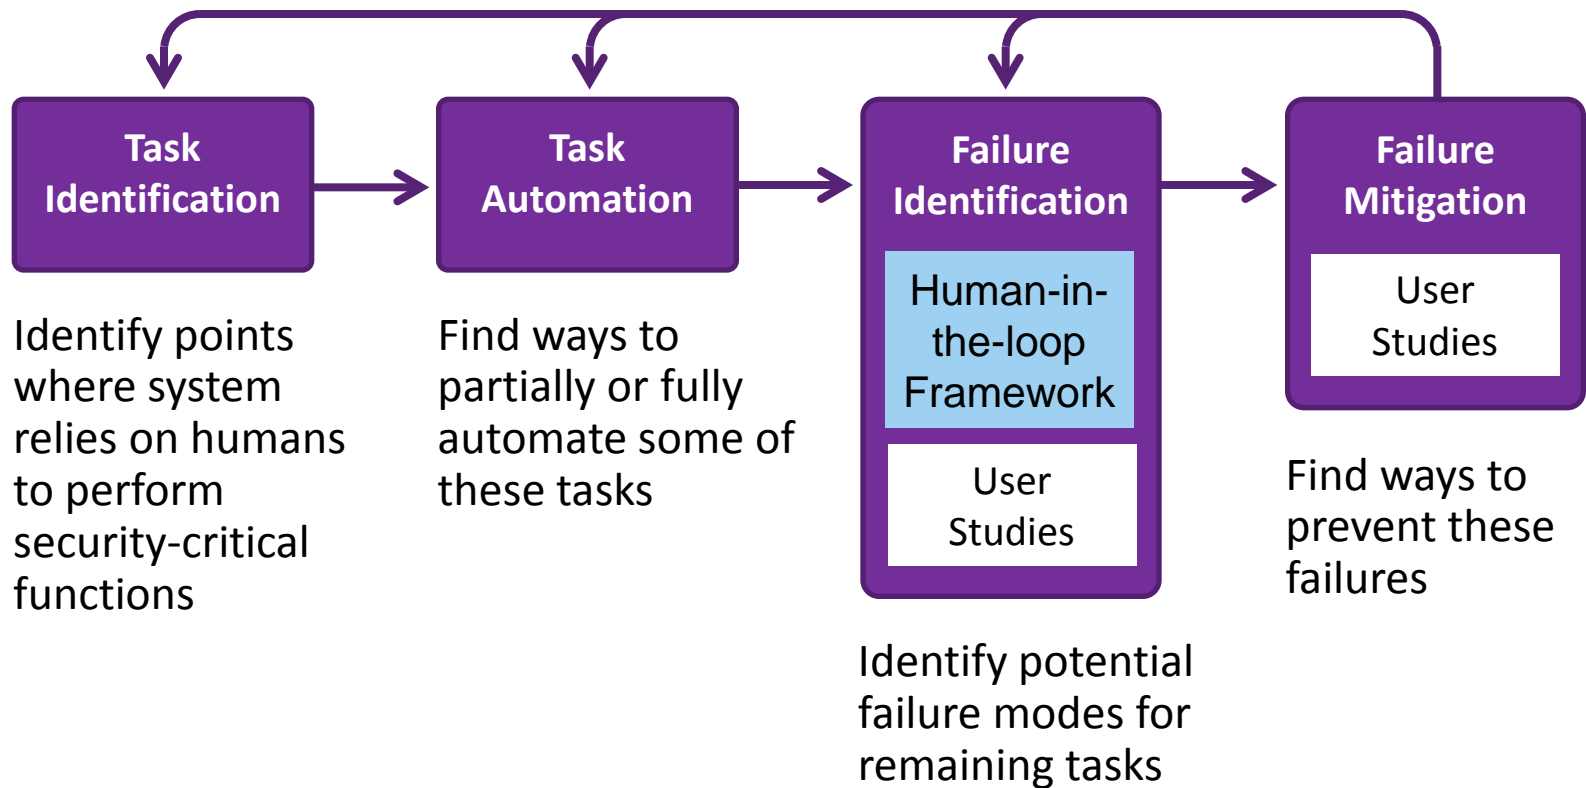 Task
Identification
Identify points
where system
relies on humans
to perform
security-critical
functions
Task
Automation
Find ways to
partially or fully
automate some of
these tasks
Failure
Identification
Human-in-
the-loop
Framework
User
Studies
Identify potential
failure modes for
remaining tasks
Failure
Mitigation
User
Studies
Find ways to
prevent these
failures